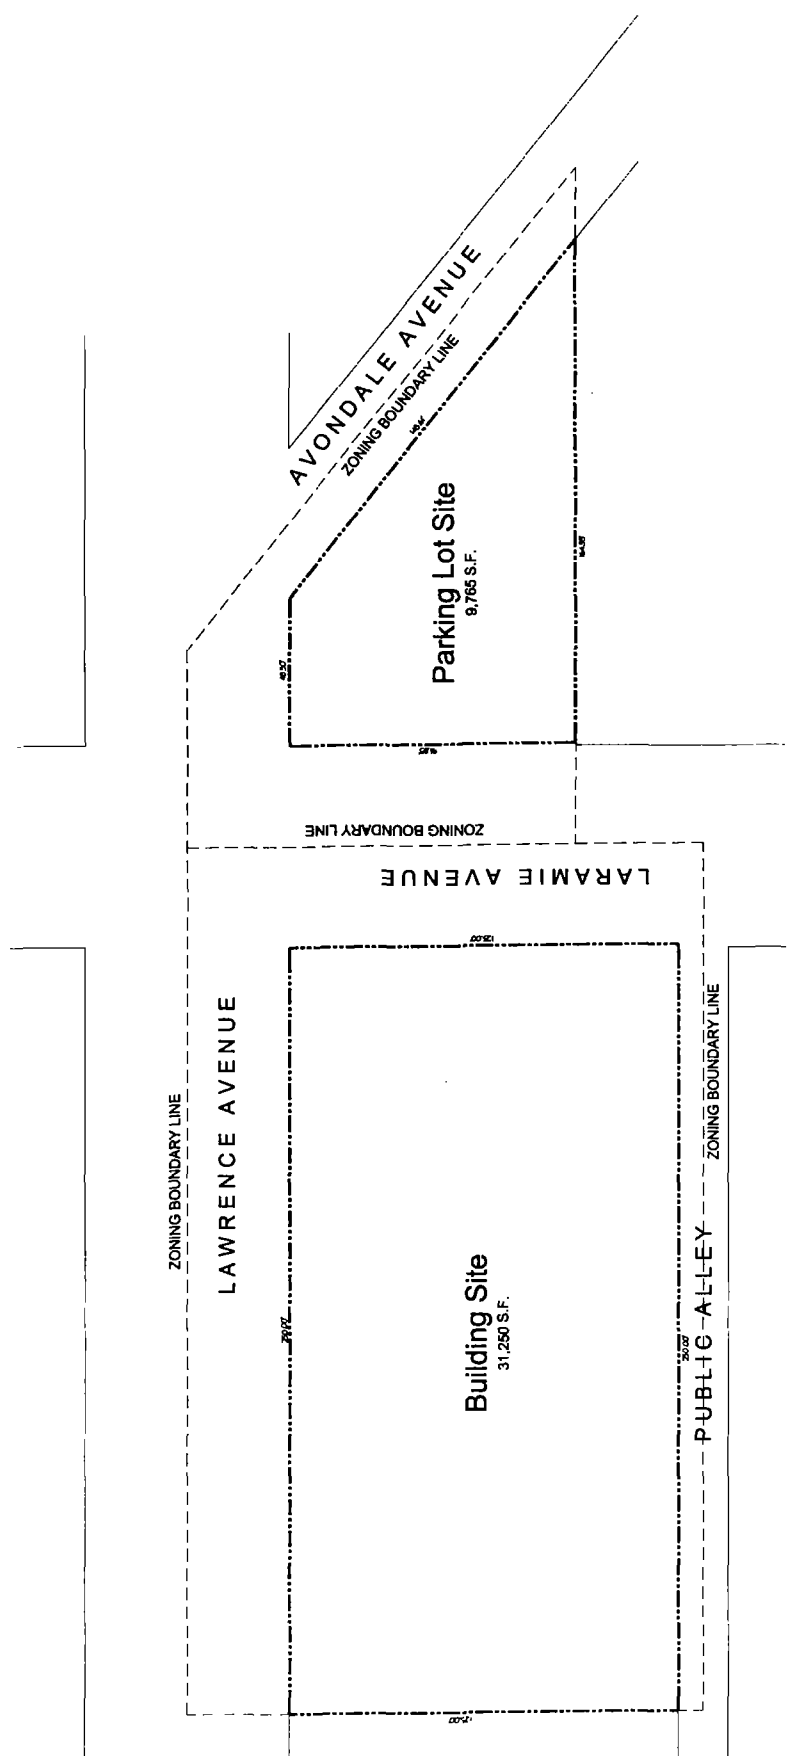 AVONDALE AVENUE
ZONING BOUNDARY LINE
Parking Lot Site
9,765 S.F.
ZONING BOUNDARY LINE
LARAMIE AVENUE
125.00'
LAWRENCE AVENUE
ZONING BOUNDARY LINE
ZONING BOUNDARY LINE
Building Site
31,250 S.F.
250.00'
250.00'
PUBLIC ALLEY
125.00'